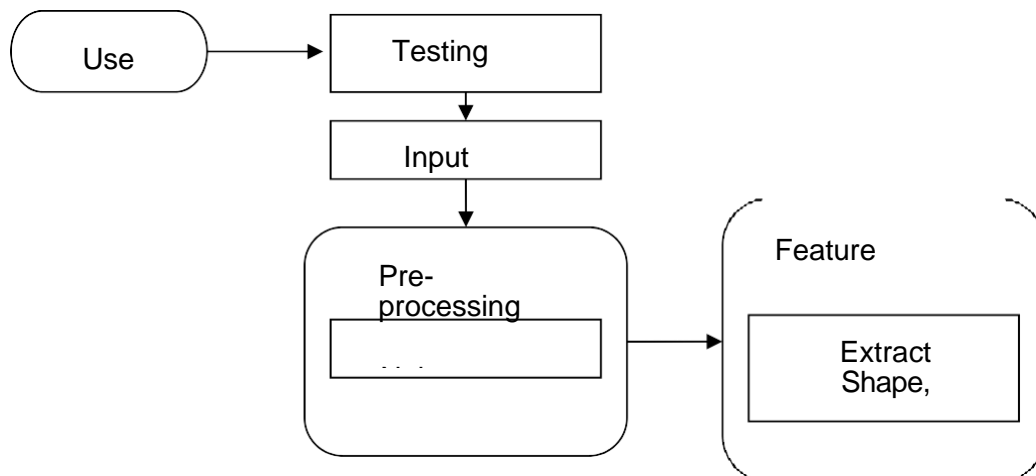 Use
Testing
Input
Pre-
processing
Feature
Extract
Shape,